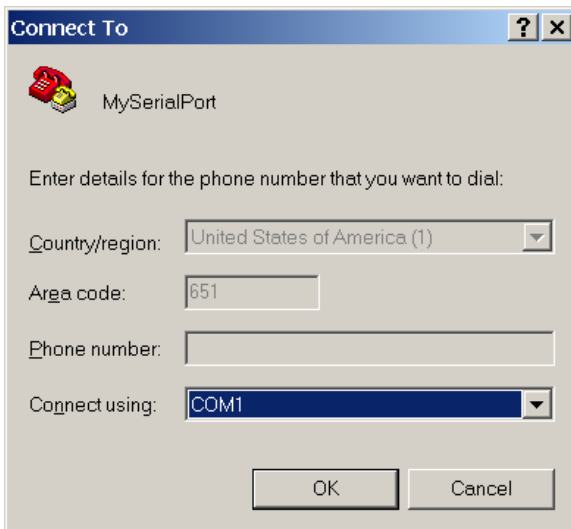 Connect To
MySerialPort
Enter details for the phone number that you want to dial:
Country/region: United States of America (1)
Area code: 651
Phone number:
Connect using: COM1
OK Cancel